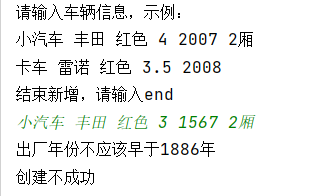 请输入车辆信息，示例：
小汽车 丰田 红色 4 2007 2厢
卡车 雷诺 红色 3.5 2008
结束新增，请输入end
小汽车 丰田 红色 3 1567 2厢
出厂年份不应该早于1886年
创建不成功